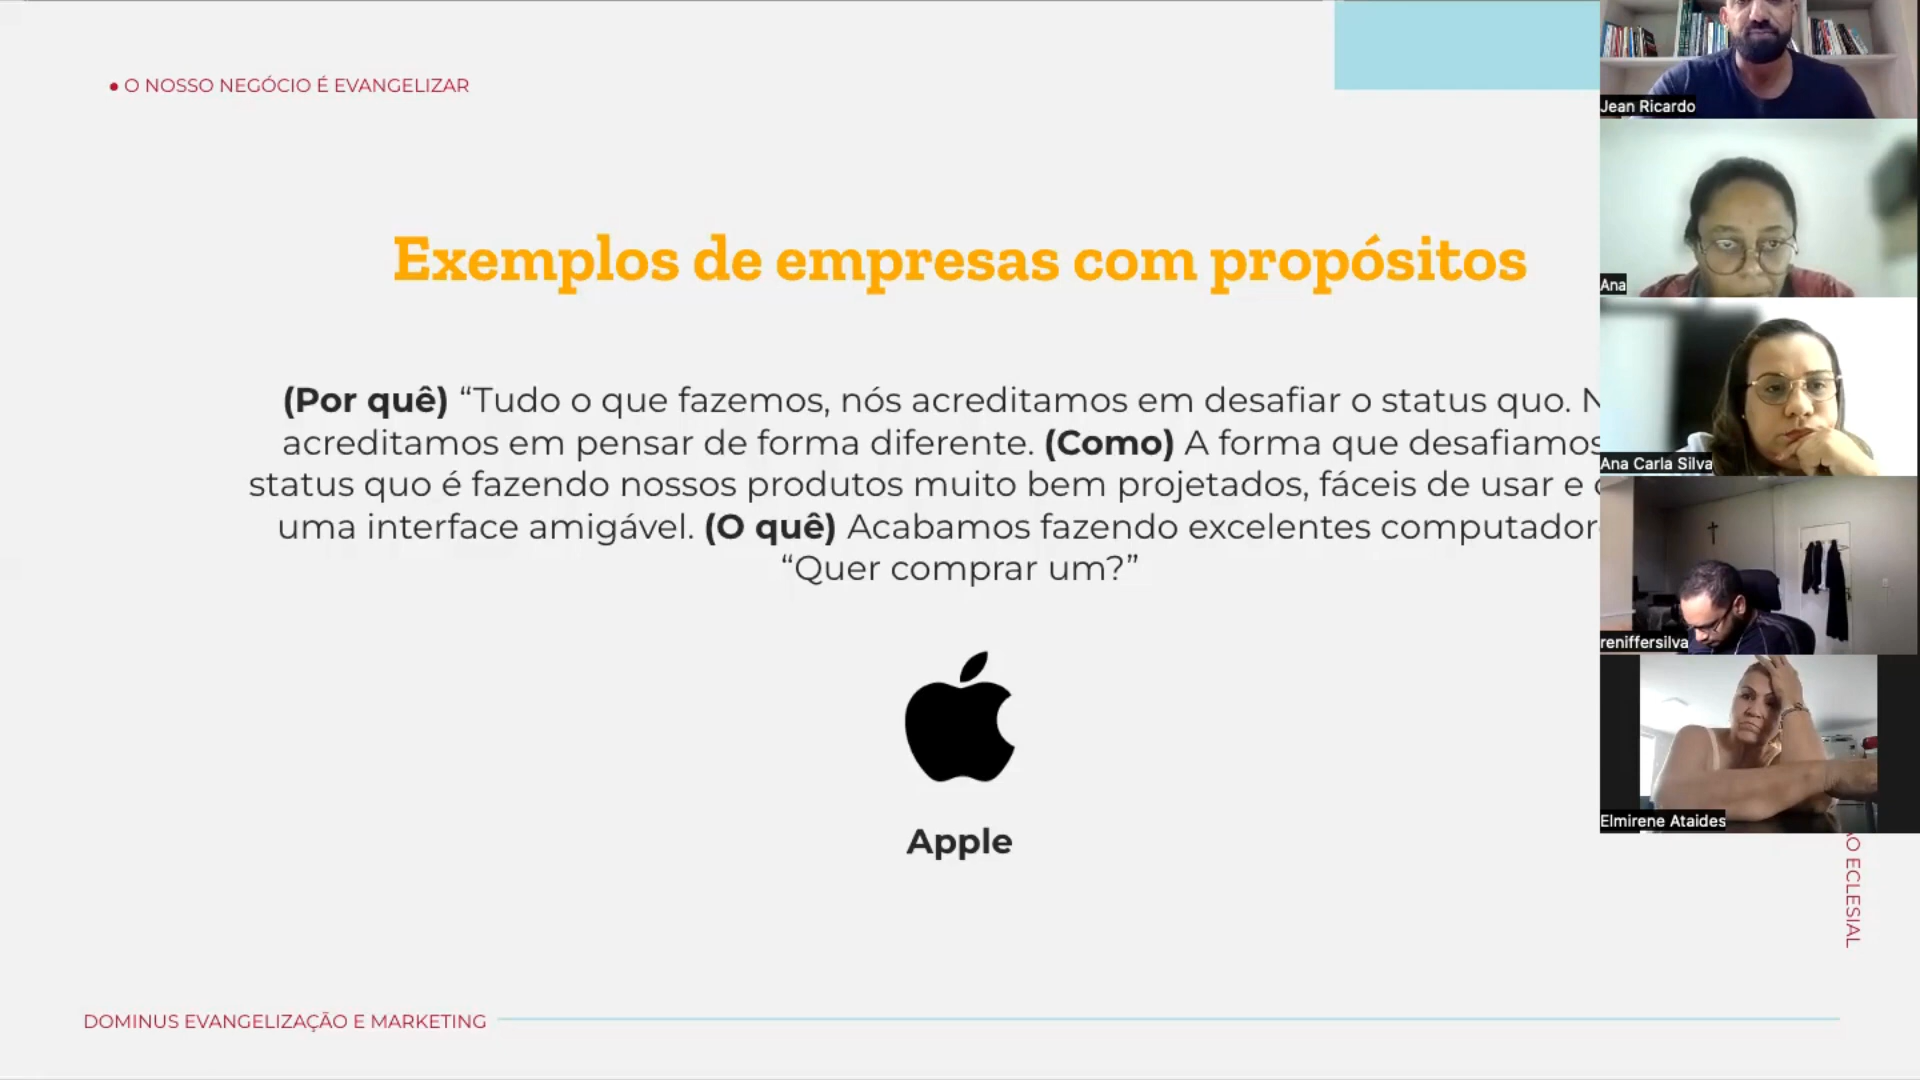 • O NOSSO NEGÓCIO É EVANGELIZAR
Exemplos de empresas com propósitos
(Por quê) “Tudo o que fazemos, nós acreditamos em desafiar o status quo.
acreditamos em pensar de forma diferente. (Como) A forma que desafiamos
status quo é fazendo nossos produtos muito bem projetados, fáceis de usar e
uma interface amigável. (O quê) Acabamos fazendo excelentes
“Quer comprar um?”
Apple
DOMINUS EVANGELIZAÇÃO E MARKETING
ECLESIAL
Jean Ricardo
Ana
Ana Carla Silva
reniffersilva
Elmirene Ataides